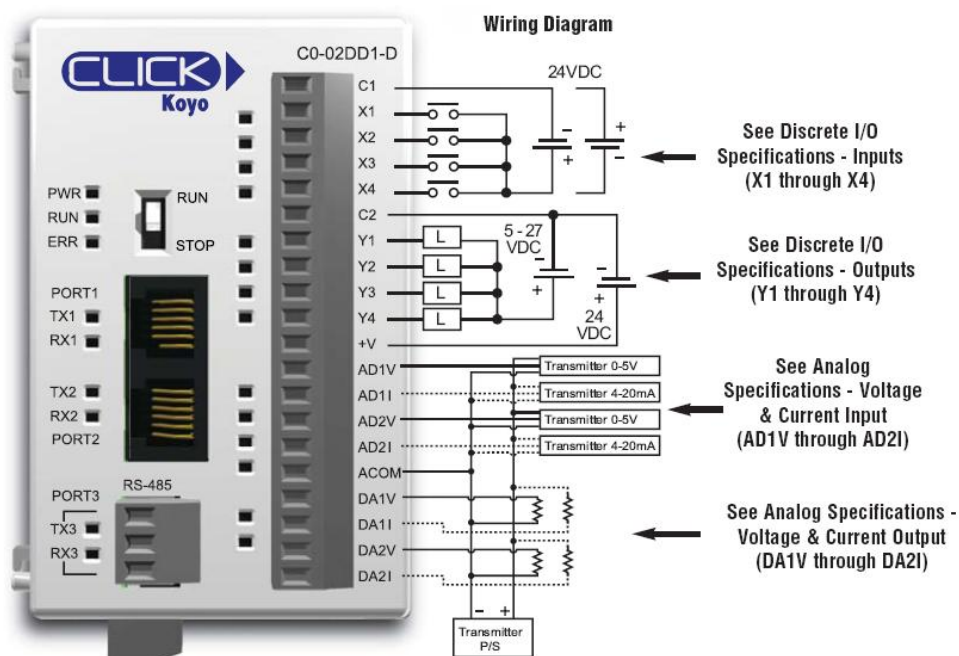 Wiring Diagram
CLICK
Koyo
C0-02DD1-D
PWR
RUN
ERR
RUN
STOP
PORT1
TX1
RX1
TX2
RX2
PORT2
PORT3
RS-485
TX3
RX3
C1
X1
X2
X3
X4
C2
Y1
Y2
Y3
Y4
+V
AD1V
AD1I
AD2V
AD2I
ACOM
DA1V
DA1I
DA2V
DA2I
24VDC
-
+
+
-
L
L
L
L
5 - 27
VDC
-
+
-
+
24
VDC
Transmitter 0-5V
Transmitter 4-20mA
Transmitter 0-5V
Transmitter 4-20mA
- +
Transmitter
P/S
See Discrete I/O
Specifications - Inputs
(X1 through X4)
See Discrete I/O
Specifications - Outputs
(Y1 through Y4)
See Analog
Specifications - Voltage
& Current Input
(AD1V through AD2I)
See Analog Specifications -
Voltage & Current Output
(DA1V through DA2I)